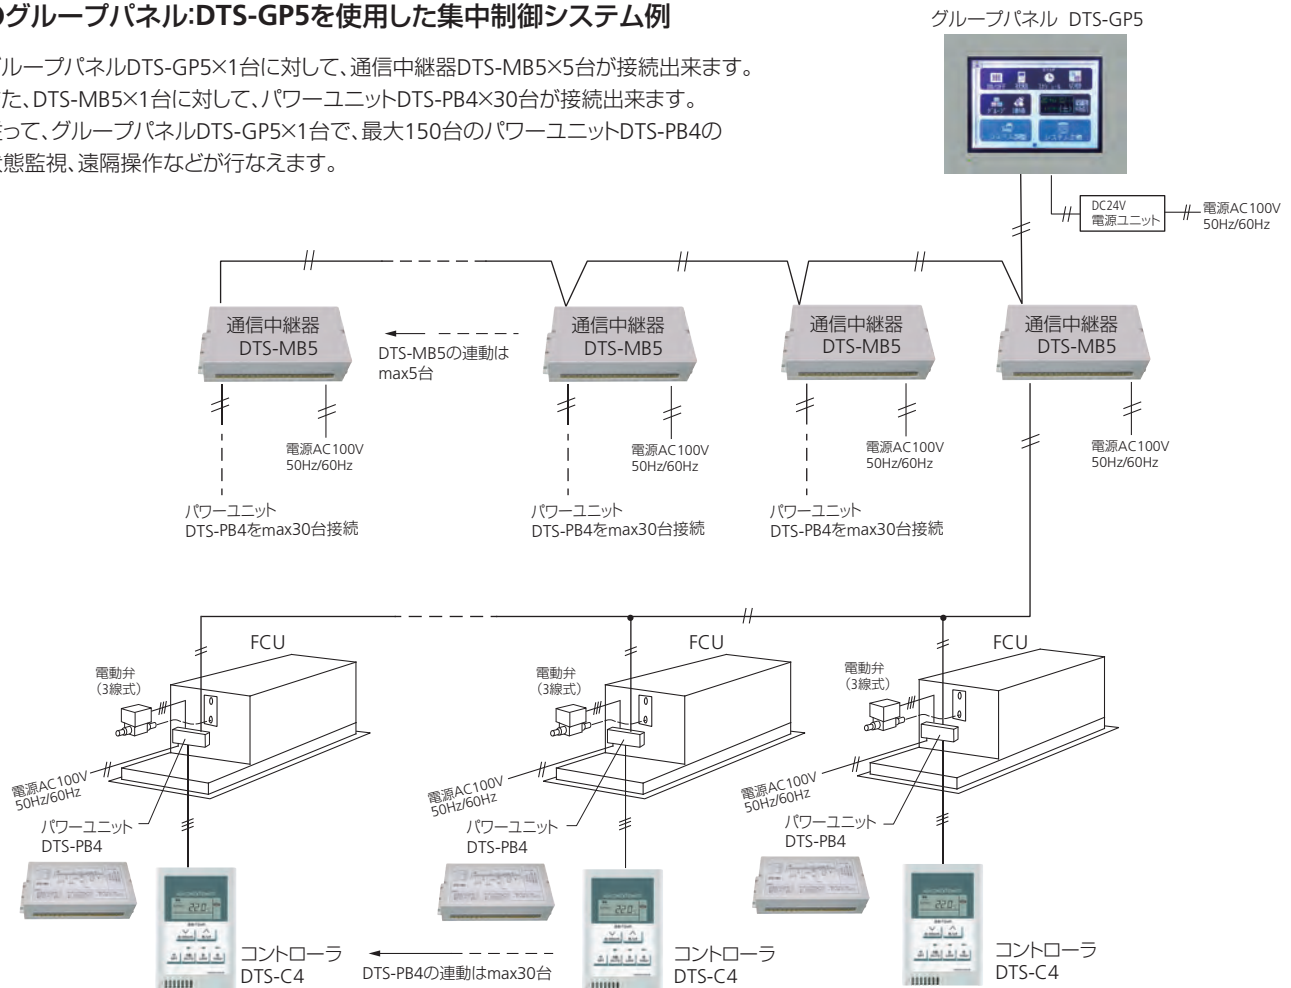 グループパネル:DTS-GP5を使用した集中制御システム例
グループパネル DTS-GP5
ループパネルDTS-GP5×1台に対して、通信中継器DTS-MB5×5台が接続出来ます。
た、DTS-MB5×1台に対して、パワーユニットDTS-PB4×30台が接続出来ます。
って、グループパネルDTS-GP5×1台で、最大150台のパワーユニットDTS-PB4の
態監視、遠隔操作などが行なえます。
DC24V
電源ユニット
電源AC100V
50Hz/60Hz
通信中継器
DTS-MB5
DTS-MB5の連動は
max5台
通信中継器
DTS-MB5
通信中継器
DTS-MB5
通信中継器
DTS-MB5
電源AC100V
50Hz/60Hz
電源AC100V
50Hz/60Hz
電源AC100V
50Hz/60Hz
電源AC100V
50Hz/60Hz
パワーユニット
DTS-PB4をmax30台接続
パワーユニット
DTS-PB4をmax30台接続
パワーユニット
DTS-PB4をmax30台接続
FCU
電動弁
(3線式)
電源AC100V
50Hz/60Hz
パワーユニット
DTS-PB4
コントローラ
DTS-C4
DTS-PB4の連動はmax30台
FCU
電動弁
(3線式)
電源AC100V
50Hz/60Hz
パワーユニット
DTS-PB4
コントローラ
DTS-C4
FCU
電動弁
(3線式)
電源AC100V
50Hz/60Hz
パワーユニット
DTS-PB4
コントローラ
DTS-C4